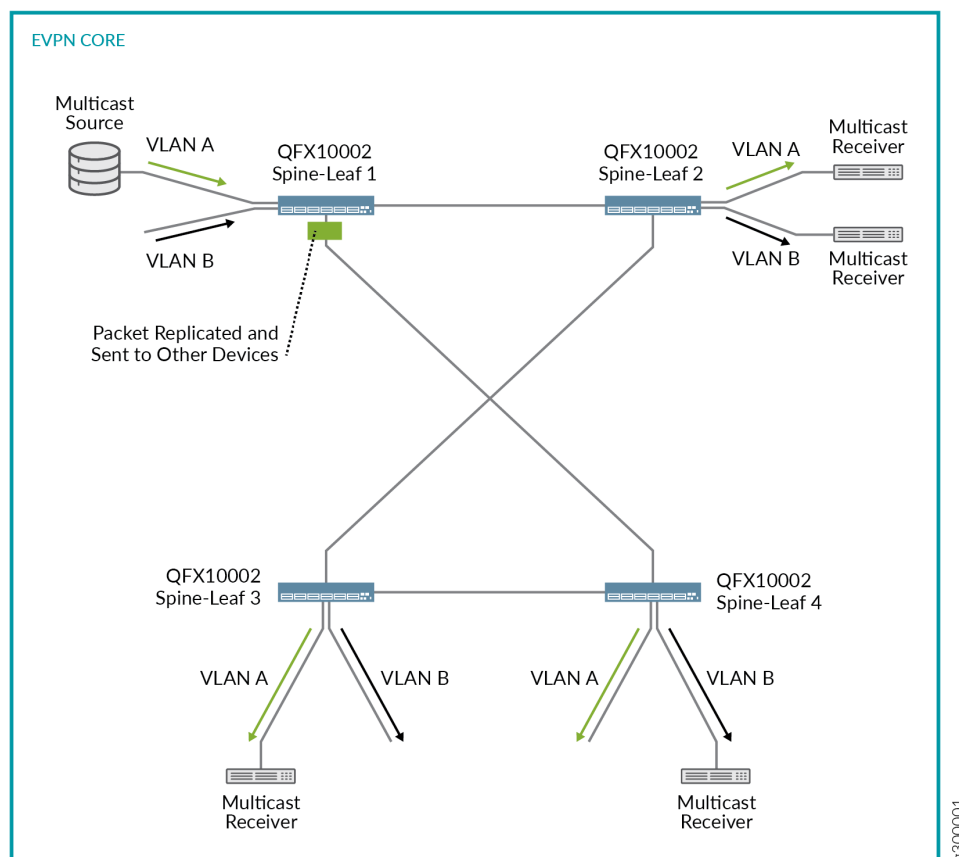 EVPN CORE
Multicast
Source
VLAN A
VLAN B
QFX10002
Spine-Leaf 1
QFX10002
Spine-Leaf 2
VLAN A
VLAN B
Multicast
Receiver
Multicast
Receiver
Packet Replicated and
Sent to Other Devices
QFX10002
Spine-Leaf 3
QFX10002
Spine-Leaf 4
VLAN A
VLAN B
VLAN A
VLAN B
Multicast
Receiver
Multicast
Receiver